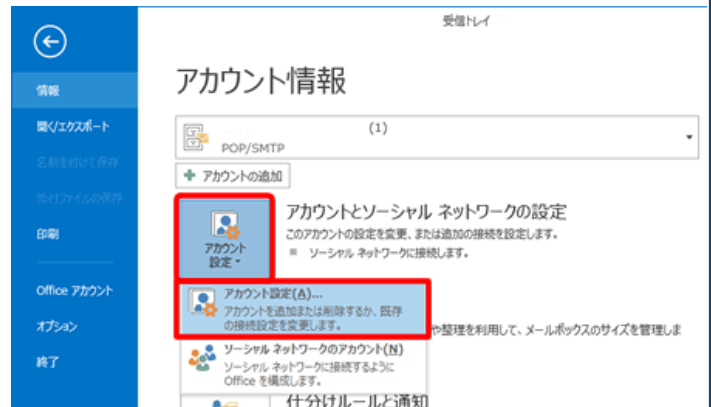 受信トレイ
アカウント情報
情報
開く/エクスポート
名前を付けて保存
添付ファイルの保存
印刷
Office アカウント
オプション
終了
(1)
POP/SMTP
アカウントの追加
アカウント
設定
アカウントとソーシャル ネットワークの設定
このアカウントの設定を変更、または追加の接続を設定します。
ソーシャル ネットワークに接続します。
アカウント設定(A)...
アカウントを追加または削除するか、既存
の接続設定を変更します。
や整理を利用して、メールボックスのサイズを管理しま
ソーシャル ネットワークのアカウント(N)
ソーシャル ネットワークに接続するように
Office を構成します。
仕分けルールと通知